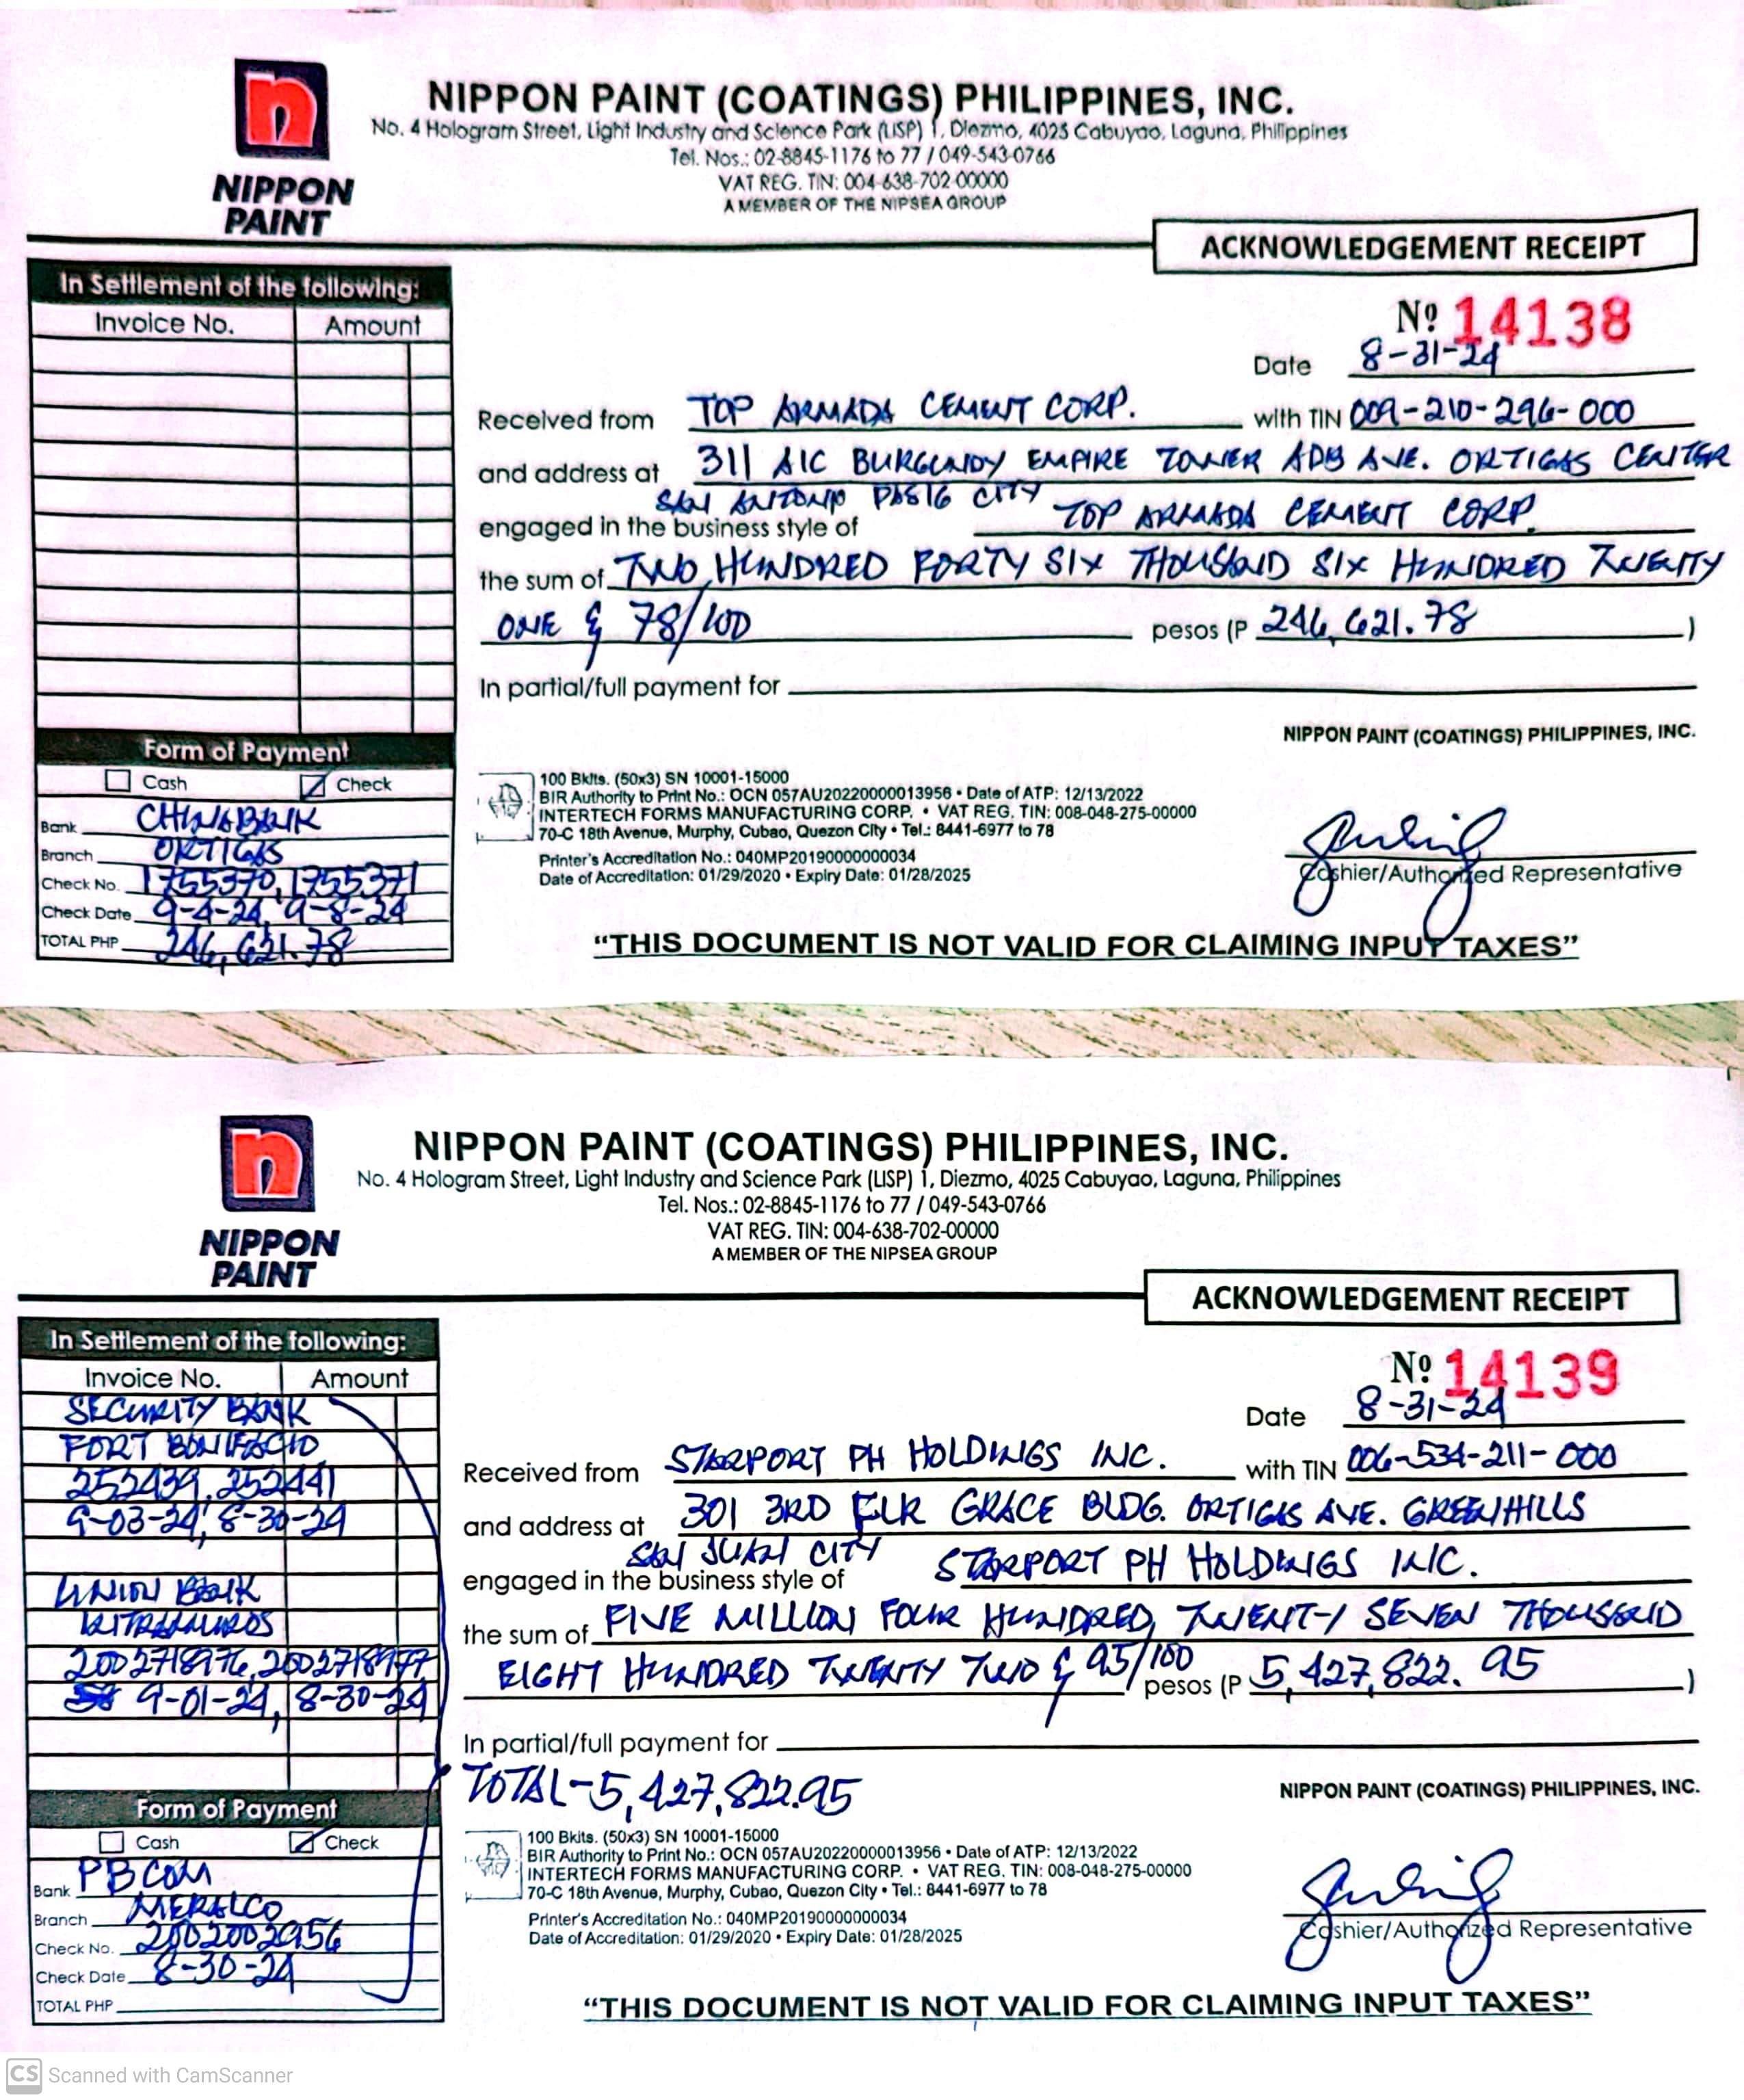 n
NIPPON
PAINT
NIPPON PAINT (COATINGS) PHILIPPINES, INC.
No. 4 Hologram Street, Light Industry and Science Park (LISP) 1, Diezmo, 4025 Cabuyao, Laguna, Philippines
Tel. Nos.: 02-8845-1176 to 77 / 049-543-0766
VAT REG. TIN: 004-638-702-00000
A MEMBER OF THE NIPSEA GROUP
ACKNOWLEDGEMENT RECEIPT
In Settlement of the following:
Invoice No. Amount
Nº 14138
Date 8-31-24
Received from TOP ARMADA CEMENT CORP. with TIN 009-210-296-000
and address at 311 AIC BURGUNDY EMPIRE TOWER ADB AVE. ORTIGAS CENTER
SAN ANTONIO PASIG CITY
engaged in the business style of TOP ARMADA CEMENT CORP.
the sum of TWO HUNDRED FORTY SIX THOUSAND SIX HUNDRED TWENTY
ONE & 78/100 pesos (P 246,621.78 )
In partial/full payment for
Form of Payment
Cash Check
Bank CHINABANK
Branch ORTIGAS
Check No. 1755370, 1755371
Check Date 9-4-24, 9-8-24
TOTAL PHP 246,621.78
100 Bklts. (50x3) SN 10001-15000
BIR Authority to Print No.: OCN 057AU20220000013956 • Date of ATP: 12/13/2022
INTERTECH FORMS MANUFACTURING CORP. • VAT REG. TIN: 008-048-275-00000
70-C 18th Avenue, Murphy, Cubao, Quezon City • Tel.: 8441-6977 to 78
Printer's Accreditation No.: 040MP20190000000034
Date of Accreditation: 01/29/2020 • Expiry Date: 01/28/2025
NIPPON PAINT (COATINGS) PHILIPPINES, INC.
Cashier/Authorized Representative
"THIS DOCUMENT IS NOT VALID FOR CLAIMING INPUT TAXES"
n
NIPPON
PAINT
NIPPON PAINT (COATINGS) PHILIPPINES, INC.
No. 4 Hologram Street, Light Industry and Science Park (LISP) 1, Diezmo, 4025 Cabuyao, Laguna, Philippines
Tel. Nos.: 02-8845-1176 to 77 / 049-543-0766
VAT REG. TIN: 004-638-702-00000
A MEMBER OF THE NIPSEA GROUP
ACKNOWLEDGEMENT RECEIPT
In Settlement of the following:
Invoice No. Amount
SECURITY BANK
FORT BONIFACIO
252439, 252441
9-03-24, 8-30-24
UNION BANK
INTRAMUROS
2002718976, 2002718977
9-01-24, 8-30-24
Nº 14139
Date 8-31-24
Received from STARPORT PH HOLDINGS INC. with TIN 006-534-211-000
and address at 301 3RD FLR GRACE BLDG. ORTIGAS AVE. GREENHILLS
SAN JUAN CITY
engaged in the business style of STARPORT PH HOLDINGS INC.
the sum of FIVE MILLION FOUR HUNDRED TWENTY SEVEN THOUSAND
EIGHT HUNDRED TWENTY TWO & 95/100 pesos (P 5,427,822.95 )
In partial/full payment for
TOTAL-5,427,822.95
Form of Payment
Cash Check
Bank PBCOM
Branch MERALCO
Check No. 2002002956
Check Date 8-30-24
TOTAL PHP
100 Bklts. (50x3) SN 10001-15000
BIR Authority to Print No.: OCN 057AU20220000013956 • Date of ATP: 12/13/2022
INTERTECH FORMS MANUFACTURING CORP. • VAT REG. TIN: 008-048-275-00000
70-C 18th Avenue, Murphy, Cubao, Quezon City • Tel.: 8441-6977 to 78
Printer's Accreditation No.: 040MP20190000000034
Date of Accreditation: 01/29/2020 • Expiry Date: 01/28/2025
NIPPON PAINT (COATINGS) PHILIPPINES, INC.
Cashier/Authorized Representative
"THIS DOCUMENT IS NOT VALID FOR CLAIMING INPUT TAXES"
CS Scanned with CamScanner